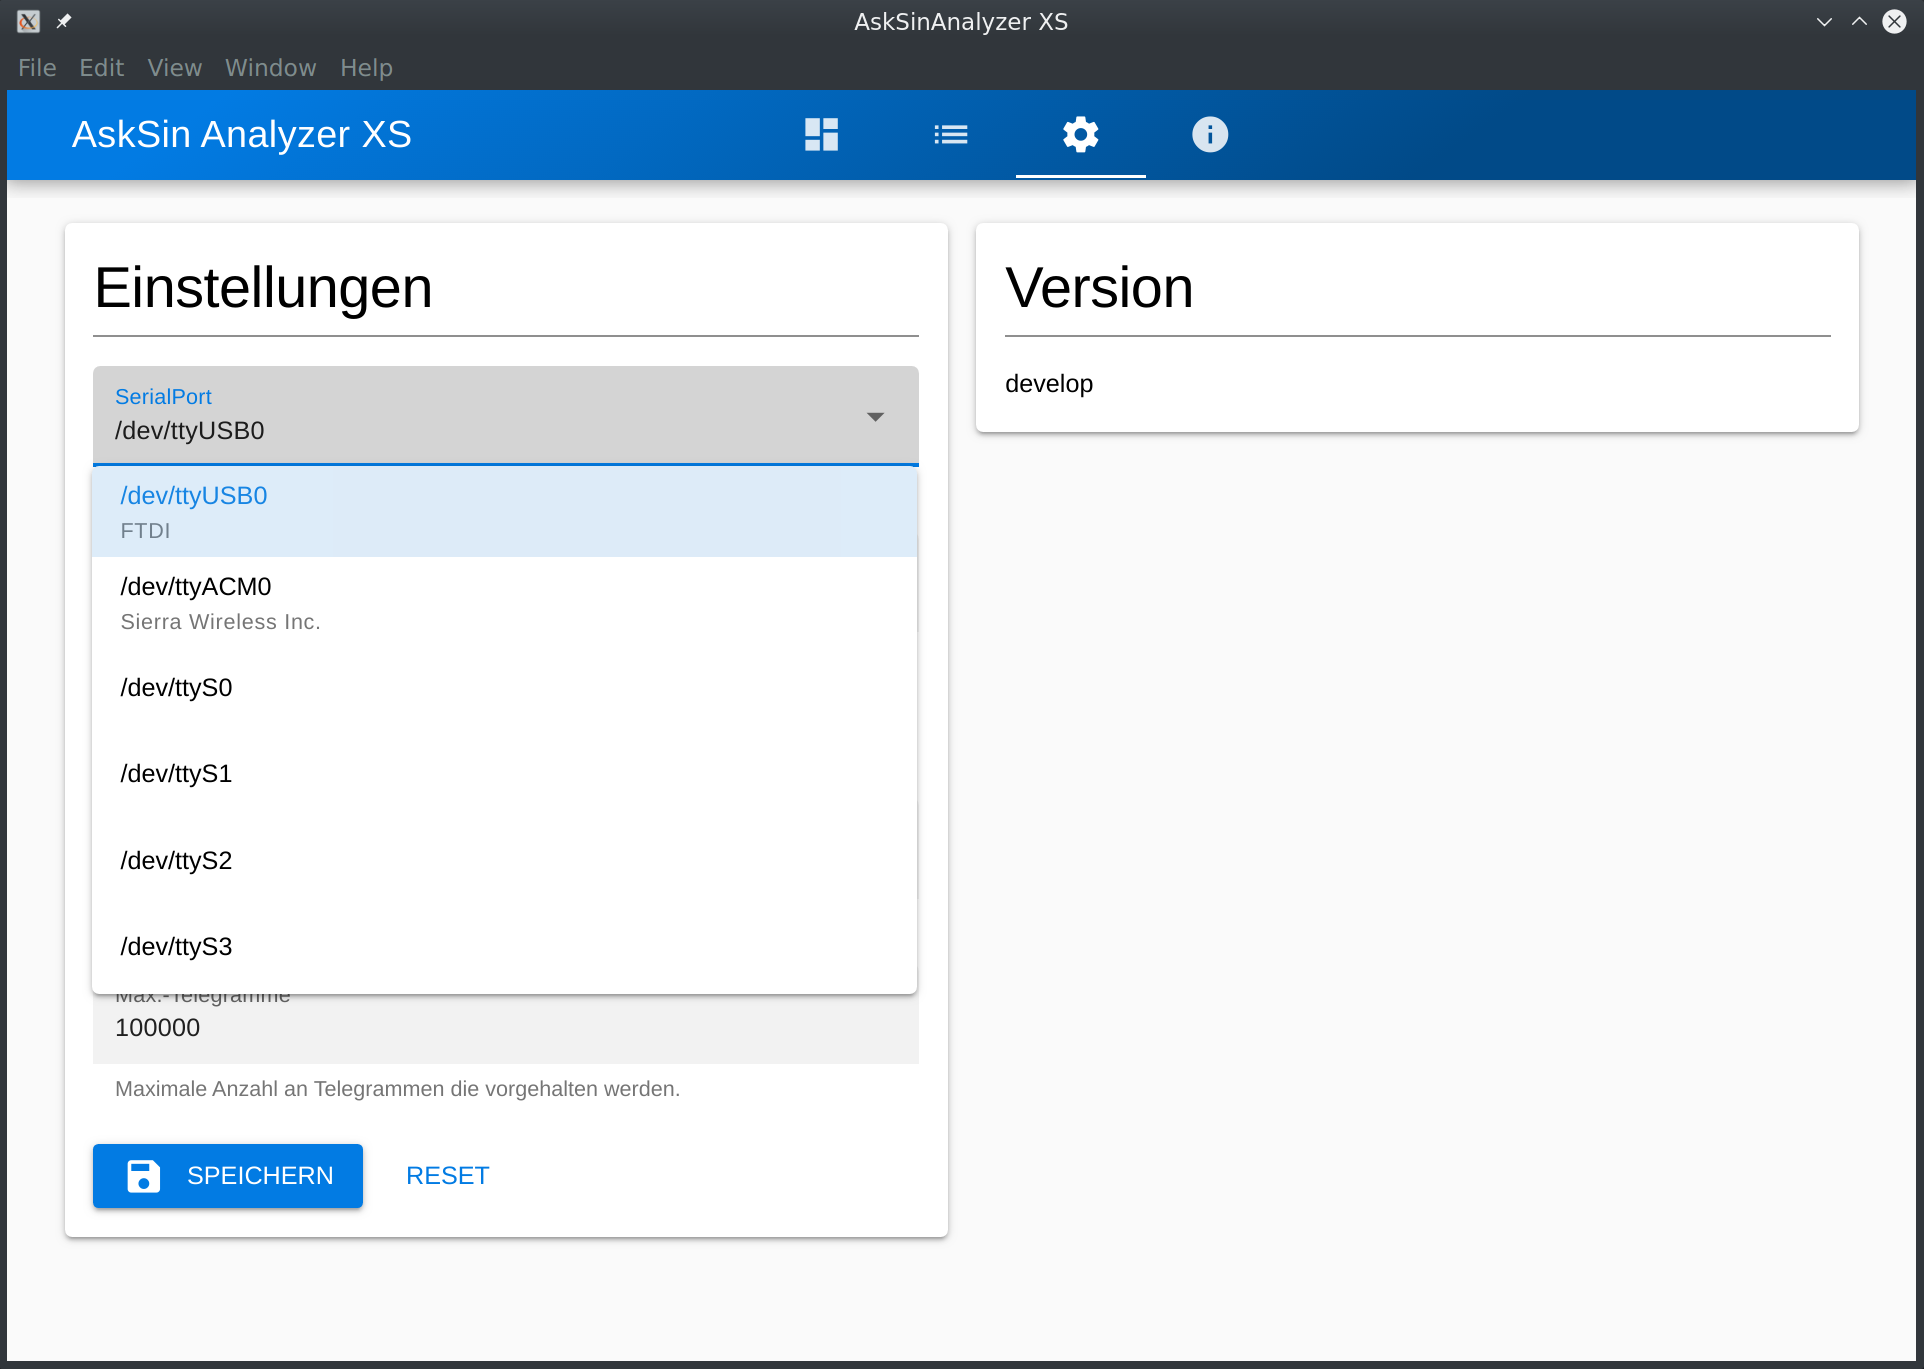 AskSinAnalyzer XS
File Edit View Window Help
AskSin Analyzer XS
Einstellungen
SerialPort
/dev/ttyUSB0
/dev/ttyUSB0
FTDI
/dev/ttyACM0
Sierra Wireless Inc.
/dev/ttyS0
/dev/ttyS1
/dev/ttyS2
/dev/ttyS3
Max.-Telegramme
100000
Maximale Anzahl an Telegrammen die vorgehalten werden.
SPEICHERN RESET
Version
develop